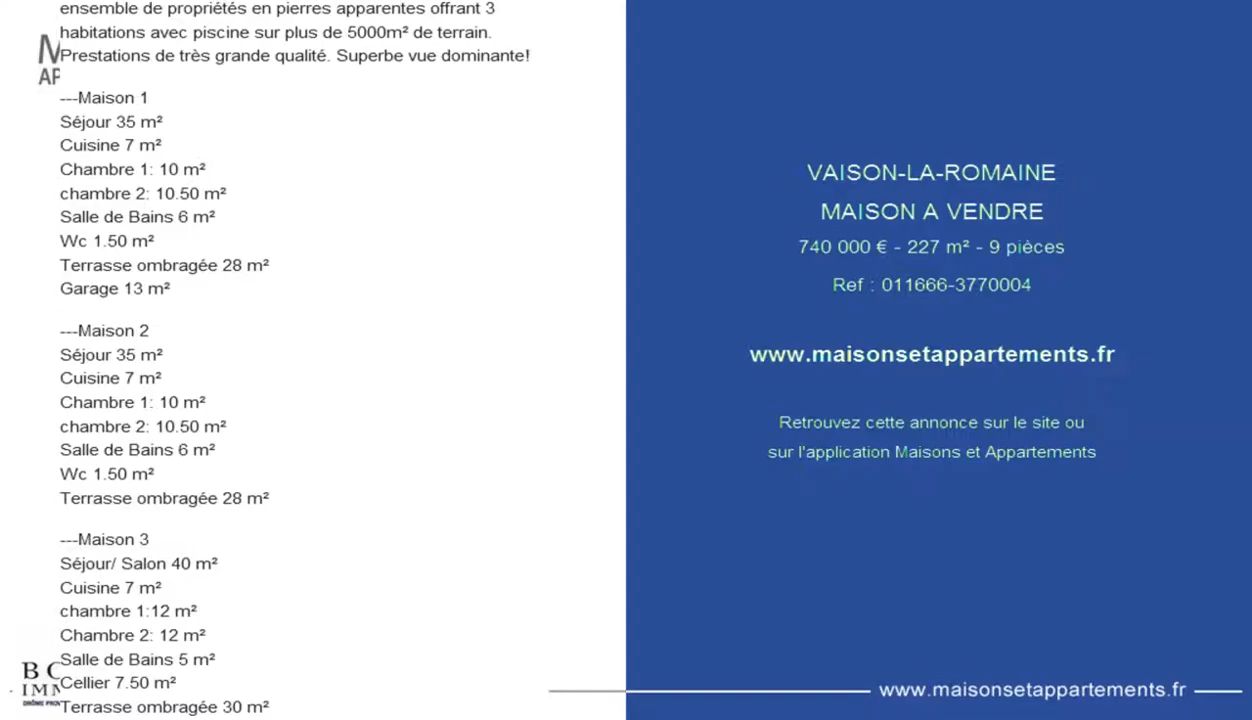 ensemble de propriétés en pierres apparentes offrant 3
habitations avec piscine sur plus de 5000m² de terrain.
Prestations de très grande qualité. Superbe vue dominante!
---Maison 1
Séjour 35 m²
Cuisine 7 m²
Chambre 1: 10 m²
chambre 2: 10.50 m²
Salle de Bains 6 m²
Wc 1.50 m²
Terrasse ombragée 28 m²
Garage 13 m²
---Maison 2
Séjour 35 m²
Cuisine 7 m²
Chambre 1: 10 m²
chambre 2: 10.50 m²
Salle de Bains 6 m²
Wc 1.50 m²
Terrasse ombragée 28 m²
---Maison 3
Séjour/ Salon 40 m²
Cuisine 7 m²
chambre 1:12 m²
Chambre 2: 12 m²
Salle de Bains 5 m²
Cellier 7.50 m²
Terrasse ombragée 30 m²
VAISON-LA-ROMAINE
MAISON A VENDRE
740 000 € - 227 m² - 9 pièces
Ref : 011666-3770004
www.maisonsetappartements.fr
Retrouvez cette annonce sur le site ou
sur l'application Maisons et Appartements
www.maisonsetappartements.fr